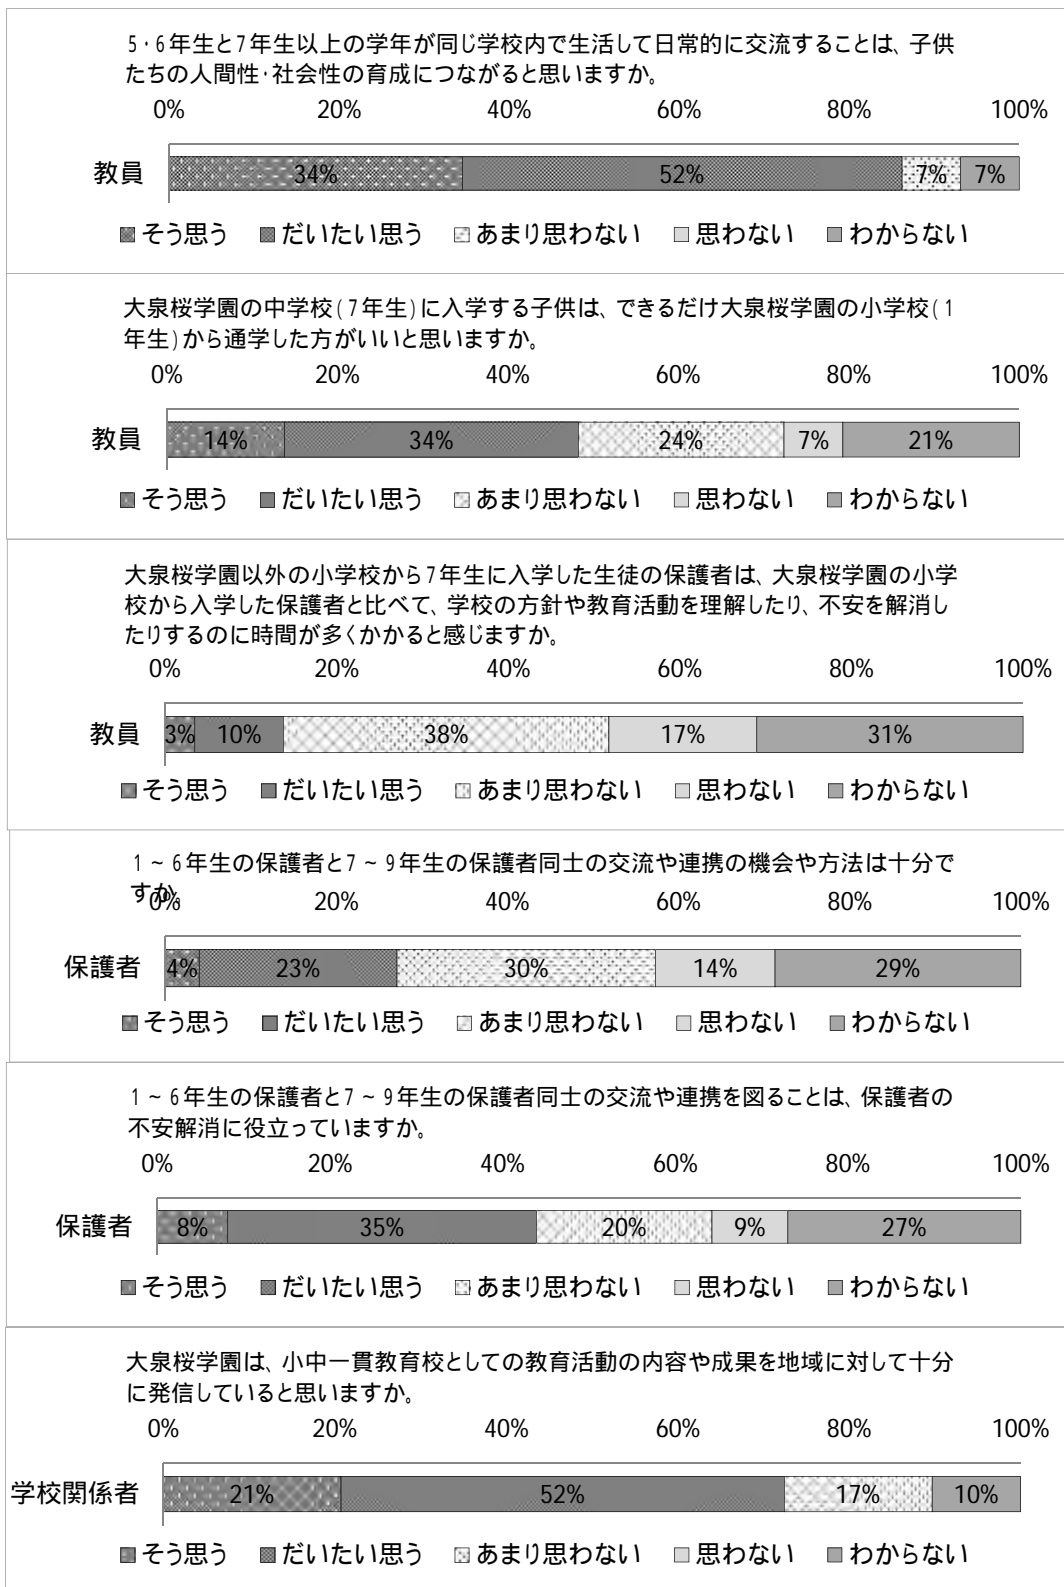 5・6年生と7年生以上の学年が同じ学校内で生活して日常的に交流することは、子供
たちの人間性・社会性の育成につながると思いますか。
0% 20% 40% 60% 80% 100%
教員 34% 52% 7% 7%
そう思う だいたい思う あまり思わない 思わない わからない
大泉桜学園の中学校(7年生)に入学する子供は、できるだけ大泉桜学園の小学校(1
年生)から通学した方がいいと思いますか。
0% 20% 40% 60% 80% 100%
教員 14% 34% 24% 7% 21%
そう思う だいたい思う あまり思わない 思わない わからない
大泉桜学園以外の小学校から7年生に入学した生徒の保護者は、大泉桜学園の小学
校から入学した保護者と比べて、学校の方針や教育活動を理解したり、不安を解消し
たりするのに時間が多くかかると感じますか。
0% 20% 40% 60% 80% 100%
教員 3% 10% 38% 17% 31%
そう思う だいたい思う あまり思わない 思わない わからない
1～6年生の保護者と7～9年生の保護者同士の交流や連携の機会や方法は十分で
すか。
0% 20% 40% 60% 80% 100%
保護者 4% 23% 30% 14% 29%
そう思う だいたい思う あまり思わない 思わない わからない
1～6年生の保護者と7～9年生の保護者同士の交流や連携を図ることは、保護者の
不安解消に役立っていますか。
0% 20% 40% 60% 80% 100%
保護者 8% 35% 20% 9% 27%
そう思う だいたい思う あまり思わない 思わない わからない
大泉桜学園は、小中一貫教育校としての教育活動の内容や成果を地域に対して十分
に発信していると思いますか。
0% 20% 40% 60% 80% 100%
学校関係者 21% 52% 17% 10%
そう思う だいたい思う あまり思わない 思わない わからない